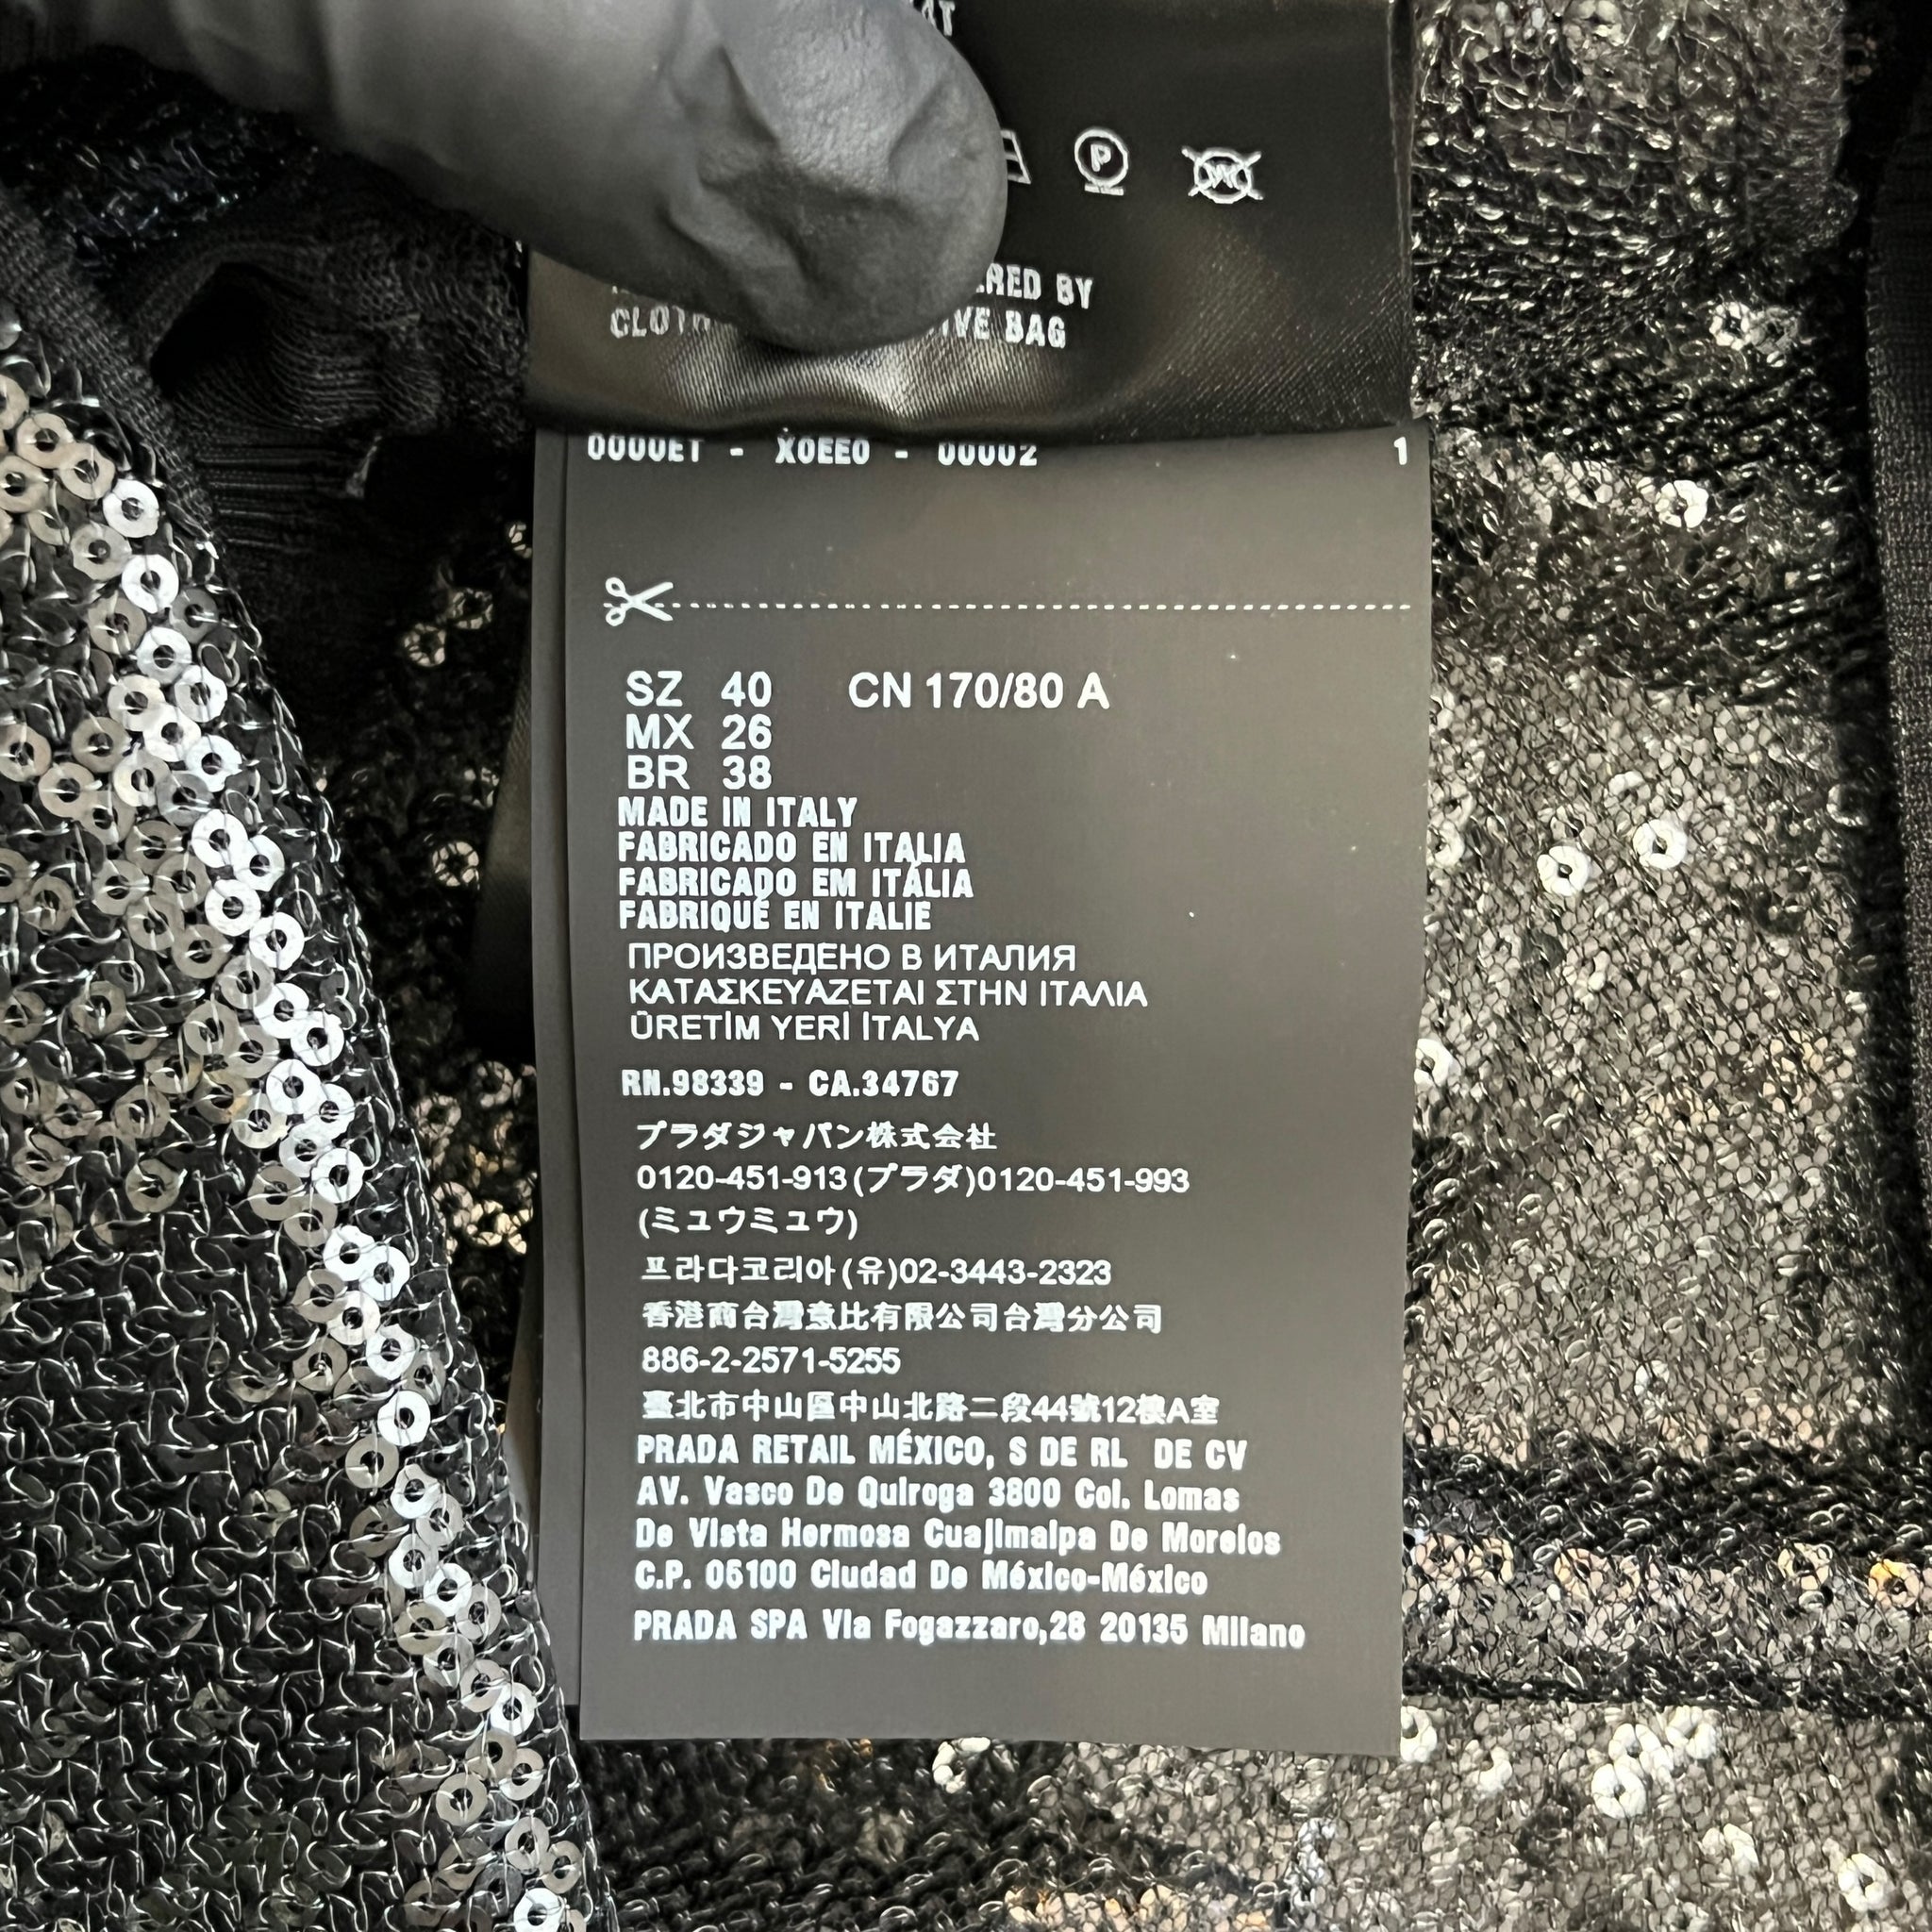 P
W
RED BY
BAG
1
SZ 40 CN 170/80 A
MX 26
BR 38
MADE IN ITALY
FABRICADO EN ITALIA
FABRICADO EM ITÁLIA
FABRIQUÉ EN ITALIE
ПРОИЗВЕДЕНО В ИТАЛИЯ
ΚΑΤΑΣΚΕΥΑΖΕΤΑΙ ΣΤΗΝ ΙΤΑΛΙΑ
ÜRETİM YERİ İTALYA
RN.98339 - CA.34767
プラダジャパン株式会社
0120-451-913(プラダ)0120-451-993
(ミュウミュウ)
프라다코리아(유)02-3443-2323
香港商台灣意比有限公司台灣分公司
886-2-2571-5255
臺北市中山區中山北路二段44號12樓A室
PRADA RETAIL MÉXICO, S DE RL DE CV
AV. Vasco De Quiroga 3800 Col. Lomas
De Vista Hermosa Cuajimalpa De Morelos
C.P. 05100 Ciudad De México-México
PRADA SPA Via Fogazzaro,28 20135 Milano